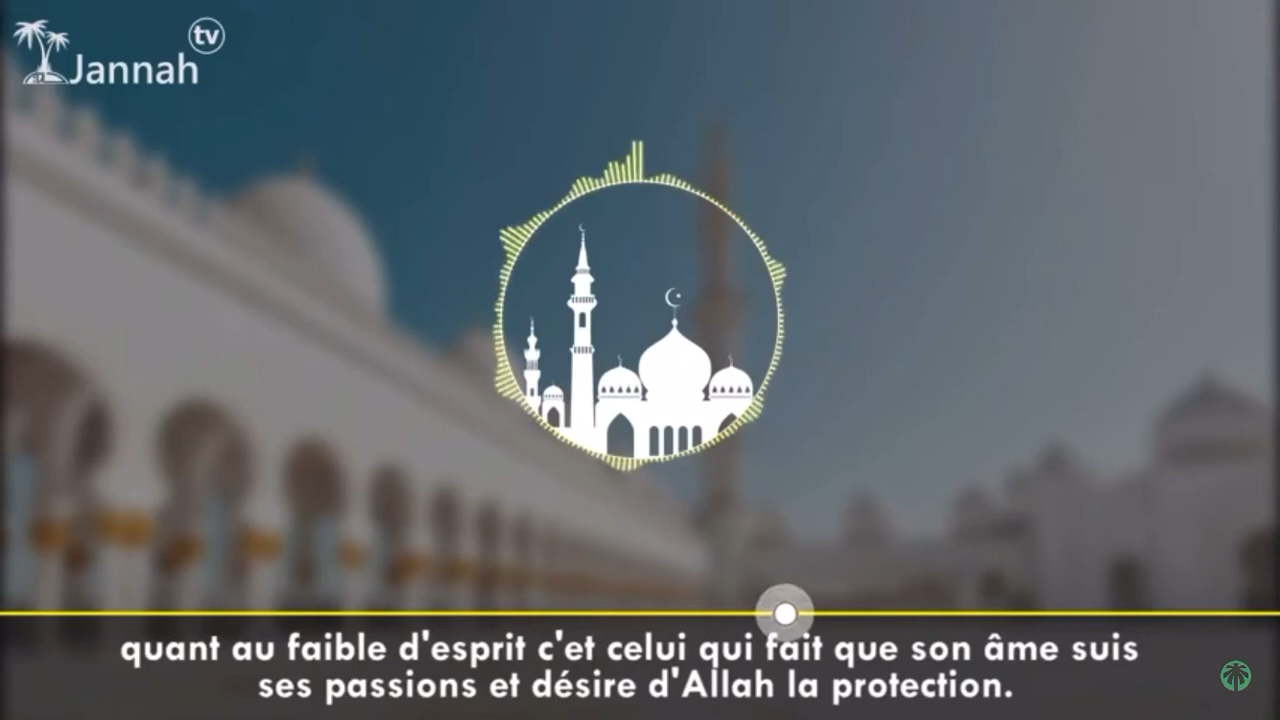 tv
Jannah
quant au faible d'esprit c'et celui qui fait que son âme suis
ses passions et désire d'Allah la protection.